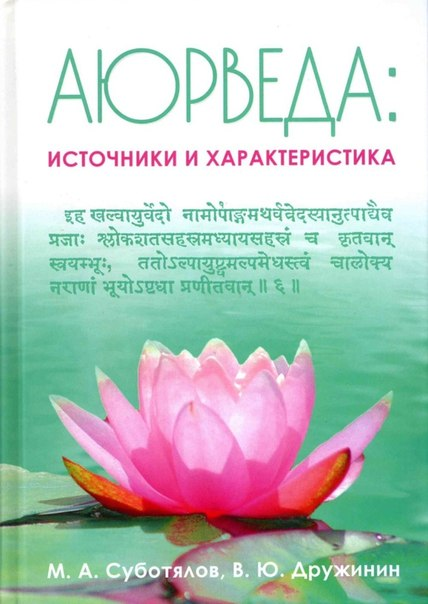 АЮРВЕДА:
ИСТОЧНИКИ И ХАРАКТЕРИСТИКА
इह खल्वायुर्वेदो नामोपाङ्गमथर्ववेदस्यानुत्पाद्यैव
प्रजाः श्लोकशतसहस्रमध्यायसहस्रं च कृतवान्
स्वयम्भूः, ततोऽल्पायुष्ट्वमल्पमेधस्त्वं चालोक्य
नराणां भूयोऽष्टधा प्रणीतवान् ॥ ६ ॥
М. А. Суботялов, В. Ю. Дружинин